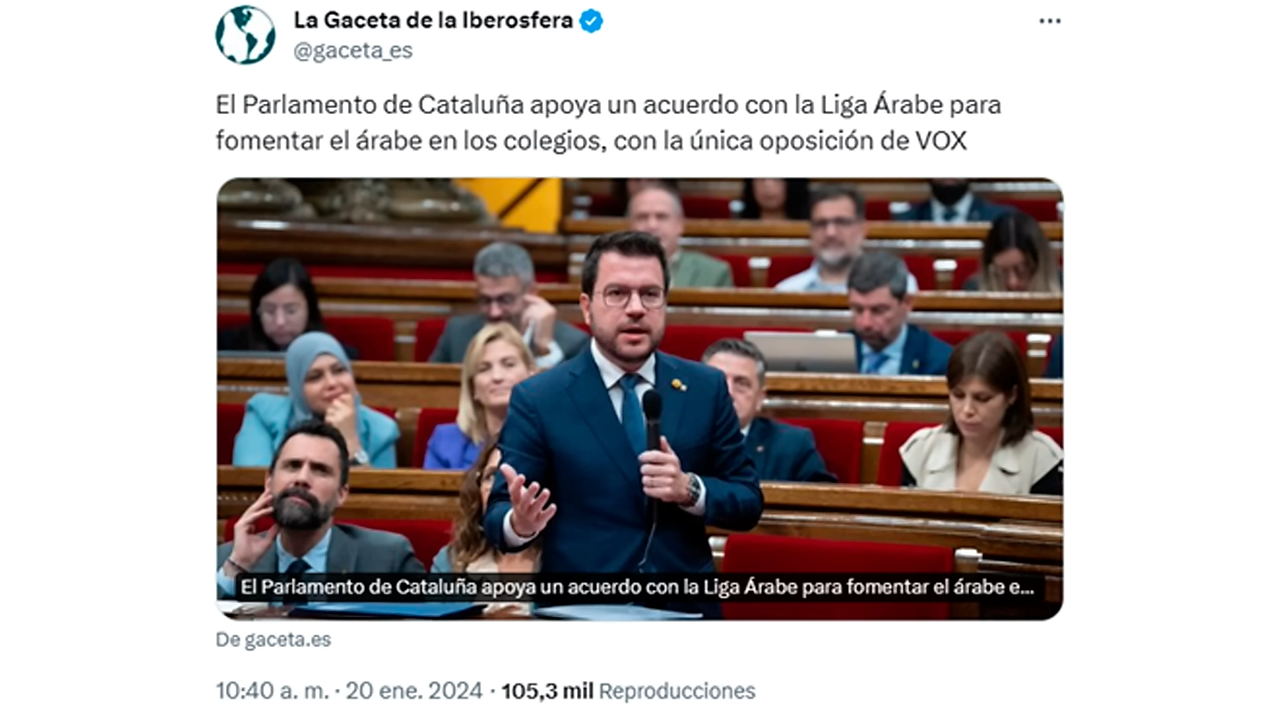 La Gaceta de la Iberosfera
@gaceta_es
El Parlamento de Cataluña apoya un acuerdo con la Liga Árabe para
fomentar el árabe en los colegios, con la única oposición de VOX
El Parlamento de Cataluña apoya un acuerdo con la Liga Árabe para fomentar el árabe e...
De gaceta.es
10:40 a. m. · 20 ene. 2024 · 105,3 mil Reproducciones